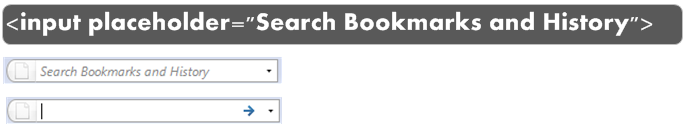 <input placeholder="Search Bookmarks and History">
Search Bookmarks and History